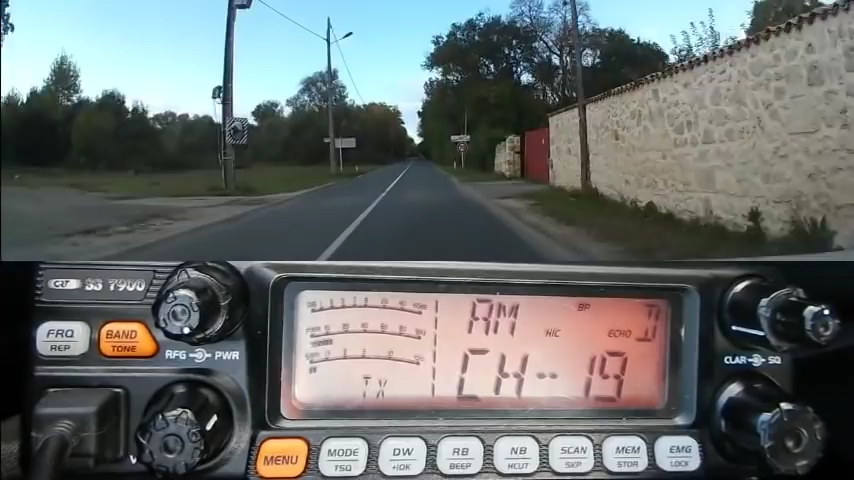 CRT SS 7900
FRQ
REP
BAND
TONE
RFG PWR
AM
BP
HIC
ECHO
D
TX
CH-19
CLAR SQ
MENU
MODE
TSQ
DW
+10K
RB
BEEP
NB
HCUT
SCAN
SKP
MEM
STOR
EMG
LOCK